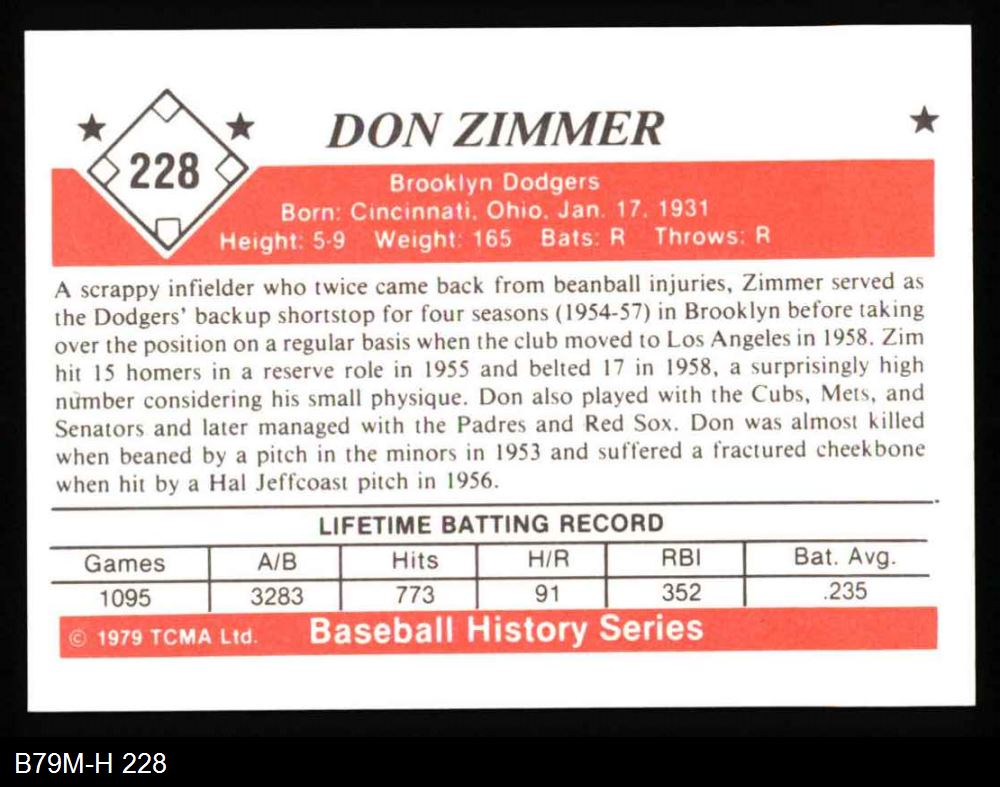 DON ZIMMER
228
Brooklyn Dodgers
Born: Cincinnati, Ohio, Jan. 17, 1931
Height: 5-9 Weight: 165 Bats: R Throws: R
A scrappy infielder who twice came back from beanball injuries, Zimmer served as
the Dodgers' backup shortstop for four seasons (1954-57) in Brooklyn before taking
over the position on a regular basis when the club moved to Los Angeles in 1958. Zim
hit 15 homers in a reserve role in 1955 and belted 17 in 1958, a surprisingly high
number considering his small physique. Don also played with the Cubs, Mets, and
Senators and later managed with the Padres and Red Sox. Don was almost killed
when beaned by a pitch in the minors in 1953 and suffered a fractured cheekbone
when hit by a Hal Jeffcoast pitch in 1956.
LIFETIME BATTING RECORD
Games A/B Hits H/R RBI Bat. Avg.
1095 3283 773 91 352 .235
© 1979 TCMA Ltd. Baseball History Series
B79M-H 228